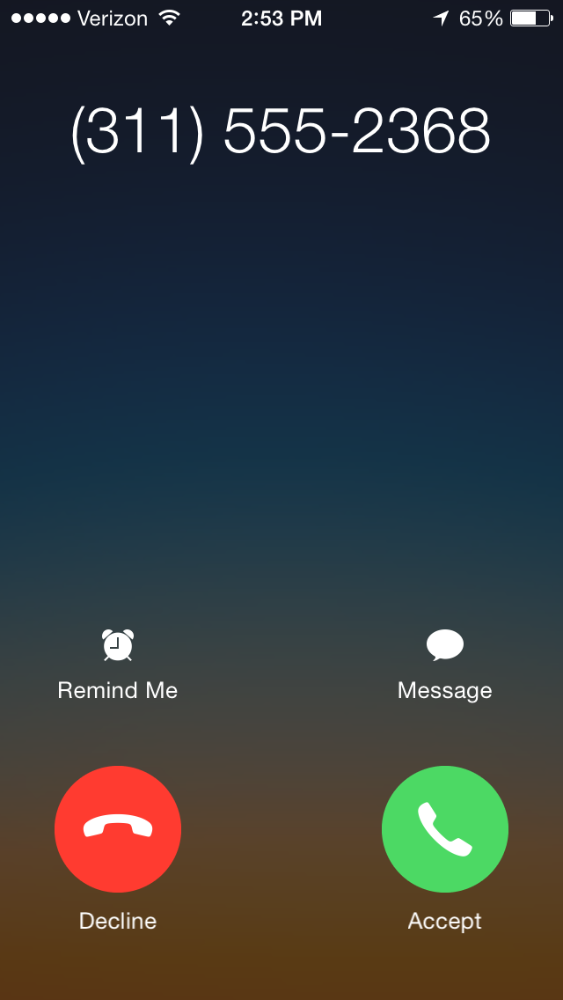 Verizon 2:53 PM 65%
(311) 555-2368
Remind Me Message
Decline Accept